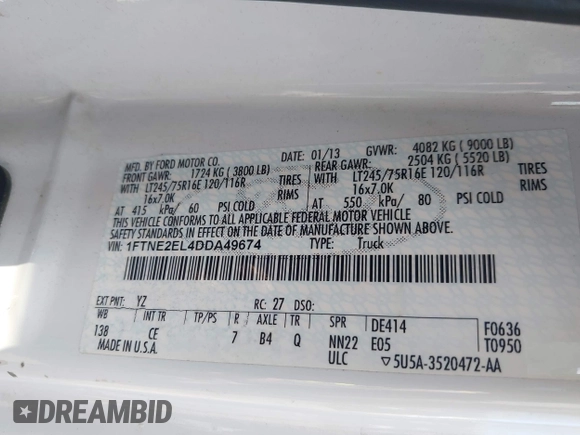 MFD. BY FORD MOTOR CO.
DATE: 01/13 GVWR: 4082 KG ( 9000 LB)
FRONT GAWR: 1724 KG ( 3800 LB)
REAR GAWR: 2504 KG ( 5520 LB)
WITH LT245/75R16E 120/116R TIRES
16x7.0K RIMS
WITH LT245/75R16E 120/116R TIRES
16x7.0K RIMS
AT 415 kPa/ 60 PSI COLD
AT 550 kPa/ 80 PSI COLD
THIS VEHICLE CONFORMS TO ALL APPLICABLE FEDERAL MOTOR VEHICLE
SAFETY STANDARDS IN EFFECT ON THE DATE OF MANUFACTURE SHOWN ABOVE.
VIN: 1FTNE2EL4DDA49674
TYPE: Truck
EXT PNT: YZ RC: 27 DSO:
WB INT TR TP/PS R AXLE TR SPR DE414 F0636
138 CE 7 B4 Q NN22 E05 T0950
MADE IN U.S.A. ULC ▽5U5A-3520472-AA
DREAMBID